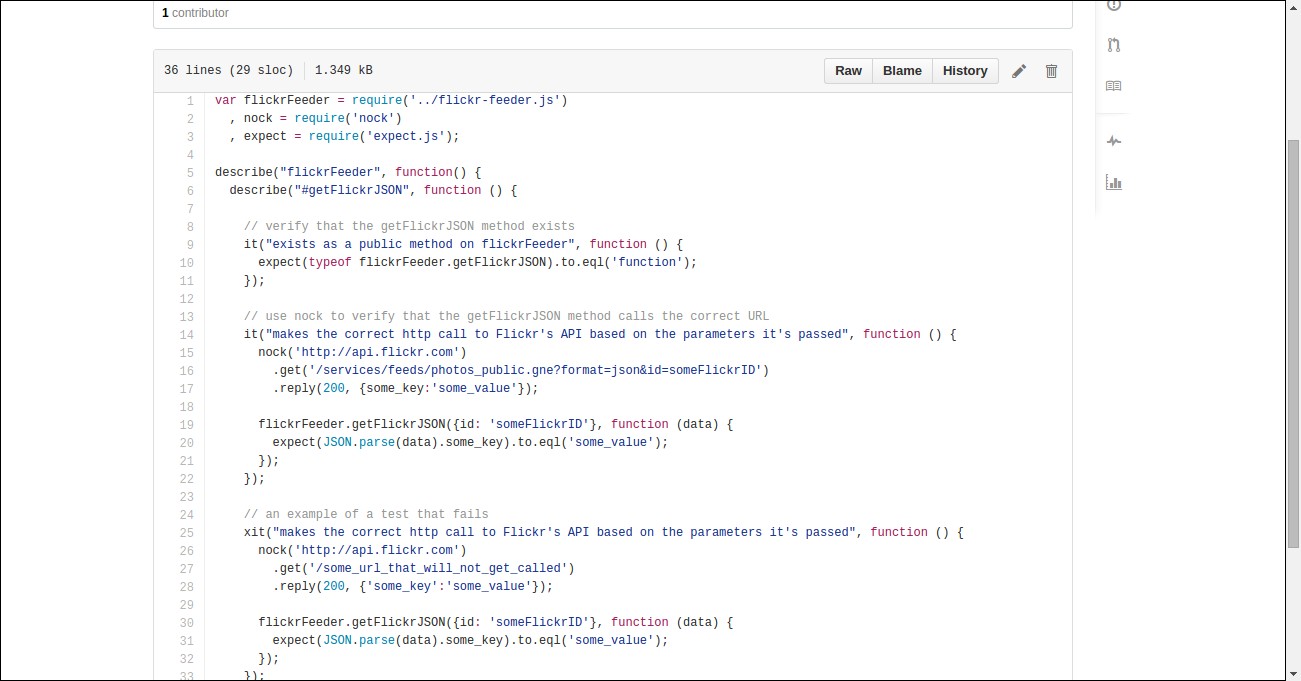 1 contributor
36 lines (29 sloc) 1.349 kB Raw Blame History
1 var flickrFeeder = require('../flickr-feeder.js')
2   , nock = require('nock')
3   , expect = require('expect.js');
4
5 describe("flickrFeeder", function() {
6   describe("#getFlickrJSON", function () {
7
8     // verify that the getFlickrJSON method exists
9     it("exists as a public method on flickrFeeder", function () {
10       expect(typeof flickrFeeder.getFlickrJSON).to.eql('function');
11     });
12
13     // use nock to verify that the getFlickrJSON method calls the correct URL
14     it("makes the correct http call to Flickr's API based on the parameters it's passed", function () {
15       nock('http://api.flickr.com')
16         .get('/services/feeds/photos_public.gne?format=json&id=someFlickrID')
17         .reply(200, {some_key:'some_value'});
18
19       flickrFeeder.getFlickrJSON({id: 'someFlickrID'}, function (data) {
20         expect(JSON.parse(data).some_key).to.eql('some_value');
21       });
22     });
23
24     // an example of a test that fails
25     xit("makes the correct http call to Flickr's API based on the parameters it's passed", function () {
26       nock('http://api.flickr.com')
27         .get('/some_url_that_will_not_get_called')
28         .reply(200, {'some_key':'some_value'});
29
30       flickrFeeder.getFlickrJSON({id: 'someFlickrID'}, function (data) {
31         expect(JSON.parse(data).some_key).to.eql('some_value');
32       });
33     });